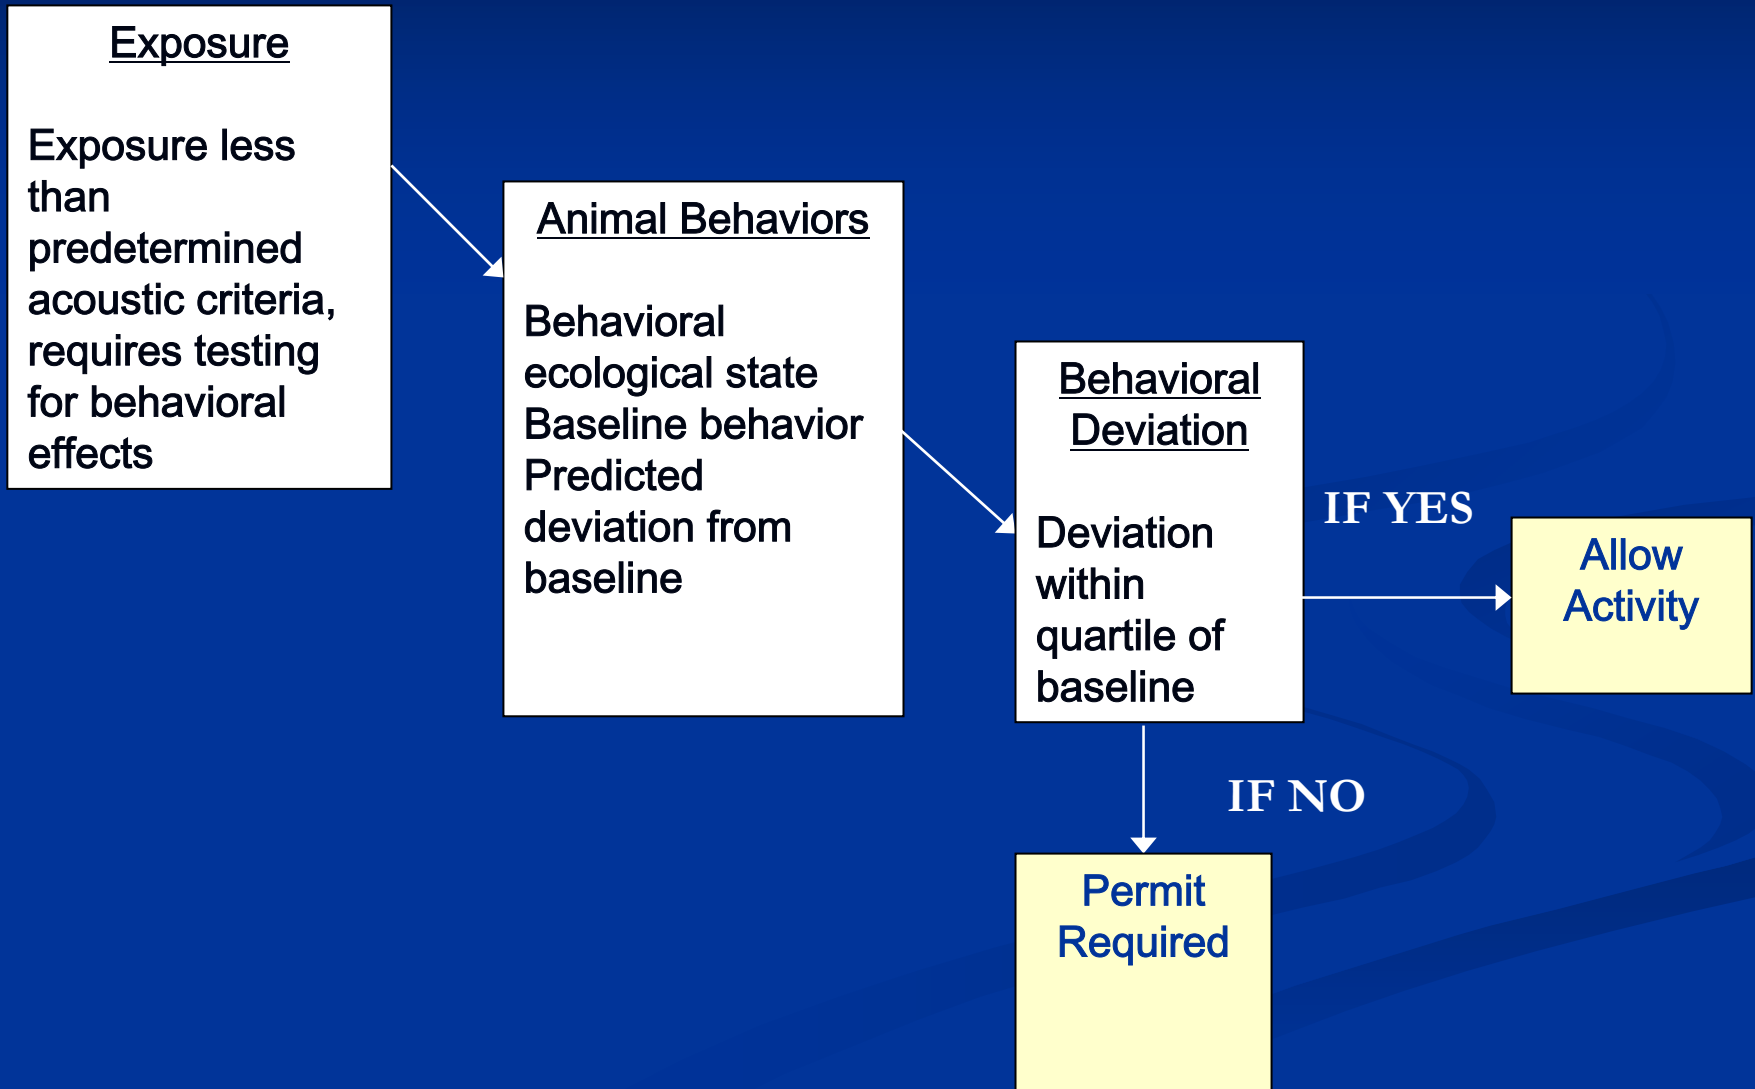 Exposure
Exposure less
than
predetermined
acoustic criteria,
requires testing
for behavioral
effects
Animal Behaviors
Behavioral
ecological state
Baseline behavior
Predicted
deviation from
baseline
Behavioral
Deviation
Deviation
within
quartile of
baseline
IF YES
Allow
Activity
IF NO
Permit
Required